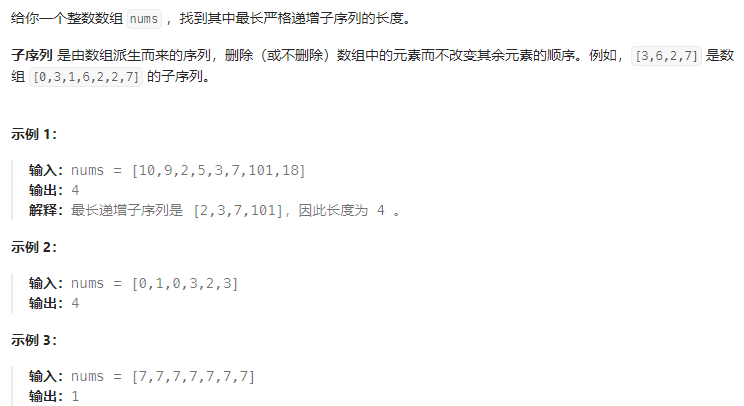 给你一个整数数组 nums ，找到其中最长严格递增子序列的长度。
子序列 是由数组派生而来的序列，删除（或不删除）数组中的元素而不改变其余元素的顺序。例如，[3,6,2,7] 是数
组 [0,3,1,6,2,2,7] 的子序列。
示例 1：
输入：nums = [10,9,2,5,3,7,101,18]
输出：4
解释：最长递增子序列是 [2,3,7,101]，因此长度为 4 。
示例 2：
输入：nums = [0,1,0,3,2,3]
输出：4
示例 3：
输入：nums = [7,7,7,7,7,7,7]
输出：1